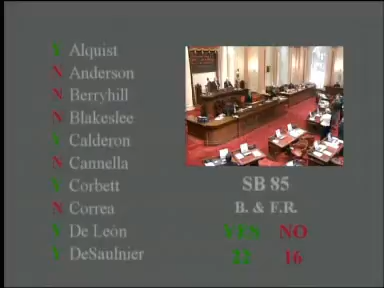 Y Alquist
N Anderson
N Berryhill
N Blakeslee
Y Calderon
N Cannella
Y Corbett
N Correa
Y De León
Y DeSaulnier
SB 85
B. & F.R.
YES NO
22 16